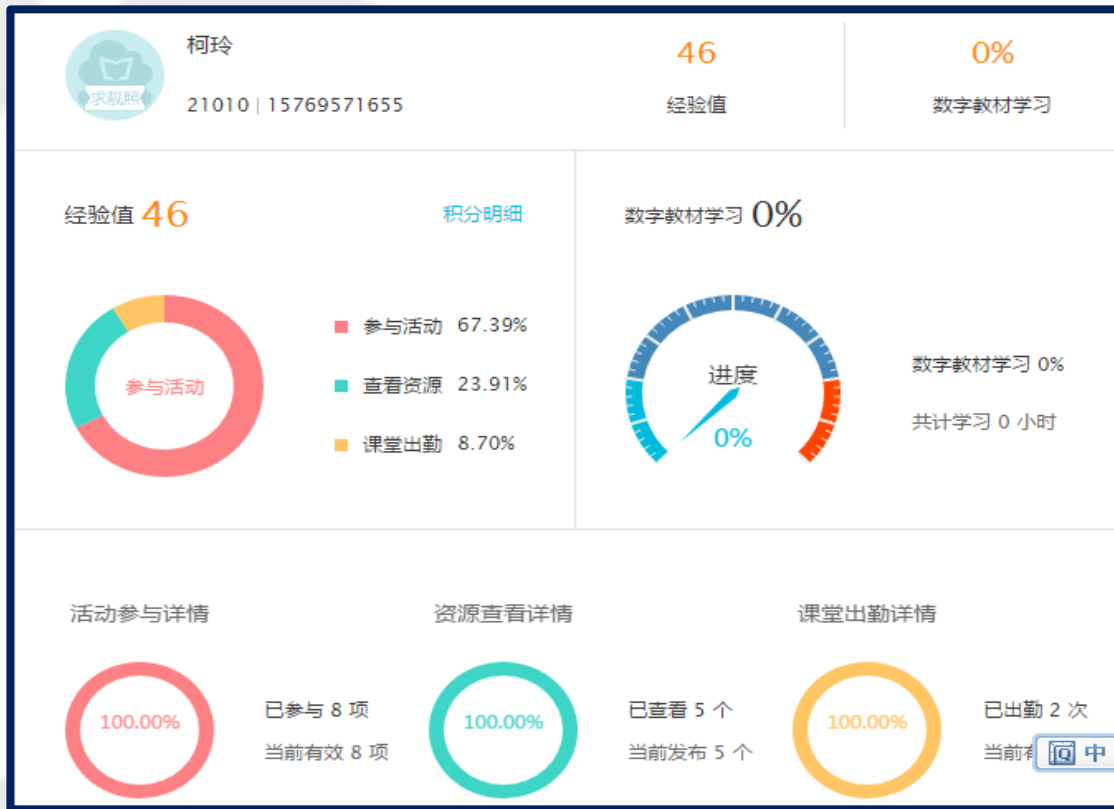 柯玲
求靓照
21010 | 15769571655
46
经验值
0%
数字教材学习
经验值 46
积分明细
数字教材学习 0%
参与活动
参与活动 67.39%
查看资源 23.91%
课堂出勤 8.70%
进度
0%
数字教材学习 0%
共计学习 0 小时
活动参与详情
资源查看详情
课堂出勤详情
100.00%
已参与 8 项
当前有效 8 项
100.00%
已查看 5 个
当前发布 5 个
100.00%
已出勤 2 次
当前
中